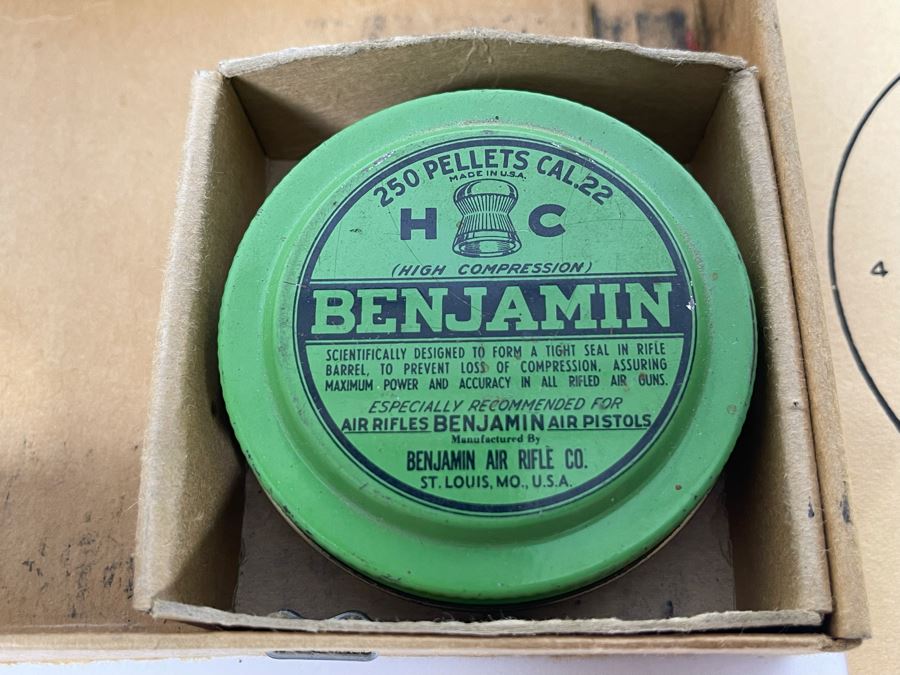 250 PELLETS CAL.22
MADE IN U.S.A.
H C
(HIGH COMPRESSION)
BENJAMIN
SCIENTIFICALLY DESIGNED TO FORM A TIGHT SEAL IN RIFLE
BARREL, TO PREVENT LOSS OF COMPRESSION, ASSURING
MAXIMUM POWER AND ACCURACY IN ALL RIFLED AIR GUNS.
ESPECIALLY RECOMMENDED FOR
AIR RIFLES BENJAMIN AIR PISTOLS
Manufactured By
BENJAMIN AIR RIFLE CO.
ST. LOUIS, MO., U.S.A.
4